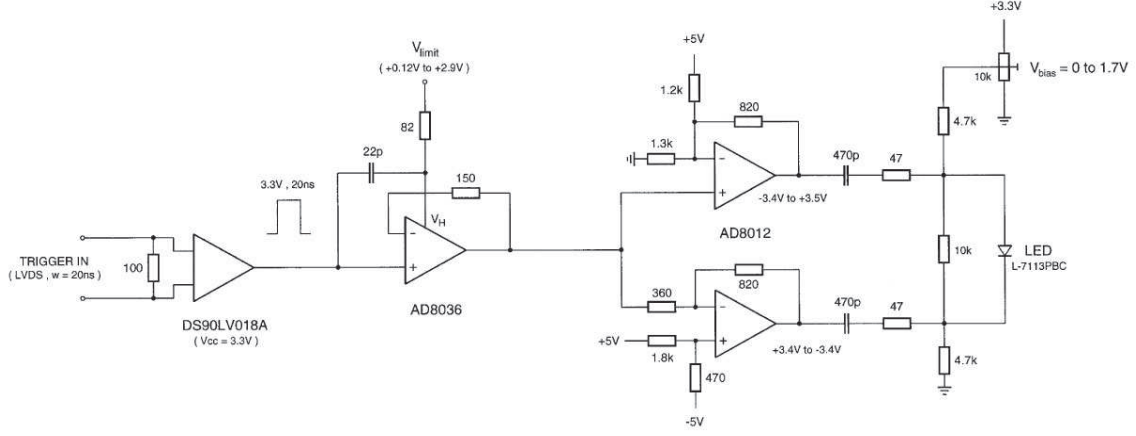 +3.3V
V_limit
( +0.12V to +2.9V )
+5V
10k
V_bias = 0 to 1.7V
1.2k
820
82
4.7k
22p
1.3k
470p
47
3.3V , 20ns
150
-
+
-3.4V to +3.5V
V_H
-
+
AD8012
TRIGGER IN
( LVDS , w = 20ns )
100
10k
LED
L-7113PBC
AD8036
360
820
470p
47
DS90LV018A
( Vcc = 3.3V )
-
+
+5V
1.8k
+3.4V to -3.4V
4.7k
470
-5V